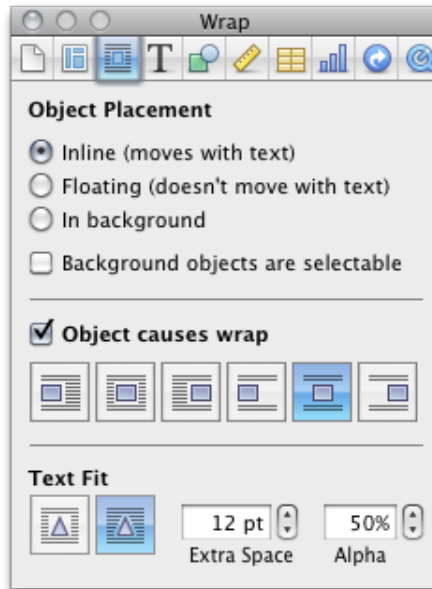 Wrap
T
Object Placement
Inline (moves with text)
Floating (doesn't move with text)
In background
Background objects are selectable
Object causes wrap
Text Fit
12 pt 50%
Extra Space Alpha